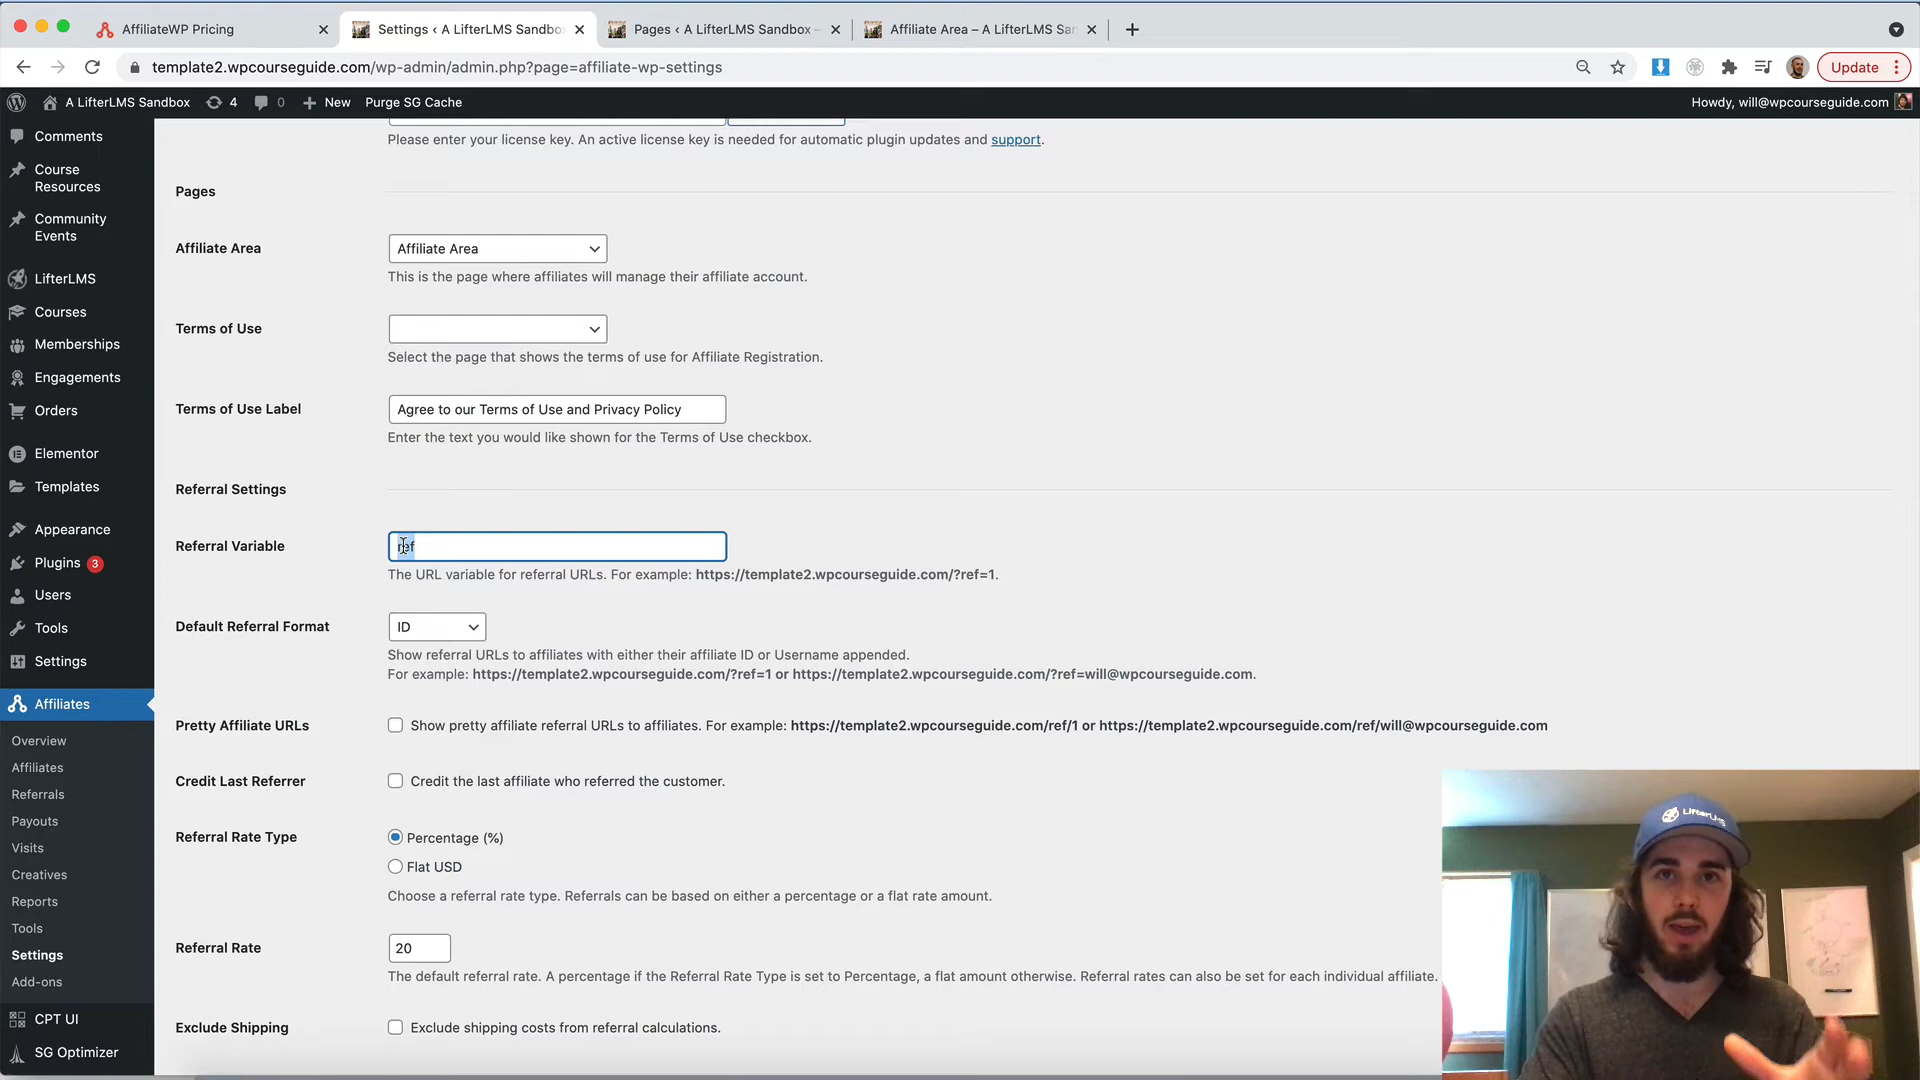 AffiliateWP Pricing
Settings ‹ A LifterLMS Sandbo
Pages ‹ A LifterLMS Sandbox –
Affiliate Area – A LifterLMS San
template2.wpcourseguide.com/wp-admin/admin.php?page=affiliate-wp-settings
Update
A LifterLMS Sandbox
4
0
New
Purge SG Cache
Howdy, will@wpcourseguide.com
Comments
Course Resources
Community Events
LifterLMS
Courses
Memberships
Engagements
Orders
Elementor
Templates
Appearance
Plugins 3
Users
Tools
Settings
Affiliates
Overview
Affiliates
Referrals
Payouts
Visits
Creatives
Reports
Tools
Settings
Add-ons
CPT UI
SG Optimizer
Please enter your license key. An active license key is needed for automatic plugin updates and support.
Pages
Affiliate Area
Affiliate Area
This is the page where affiliates will manage their affiliate account.
Terms of Use
Select the page that shows the terms of use for Affiliate Registration.
Terms of Use Label
Agree to our Terms of Use and Privacy Policy
Enter the text you would like shown for the Terms of Use checkbox.
Referral Settings
Referral Variable
ref
The URL variable for referral URLs. For example: https://template2.wpcourseguide.com/?ref=1.
Default Referral Format
ID
Show referral URLs to affiliates with either their affiliate ID or Username appended.
For example: https://template2.wpcourseguide.com/?ref=1 or https://template2.wpcourseguide.com/?ref=will@wpcourseguide.com.
Pretty Affiliate URLs
Show pretty affiliate referral URLs to affiliates. For example: https://template2.wpcourseguide.com/ref/1 or https://template2.wpcourseguide.com/ref/will@wpcourseguide.com
Credit Last Referrer
Credit the last affiliate who referred the customer.
Referral Rate Type
Percentage (%)
Flat USD
Choose a referral rate type. Referrals can be based on either a percentage or a flat rate amount.
Referral Rate
20
The default referral rate. A percentage if the Referral Rate Type is set to Percentage, a flat amount otherwise. Referral rates can also be set for each individual affiliate.
Exclude Shipping
Exclude shipping costs from referral calculations.
LifterLMS